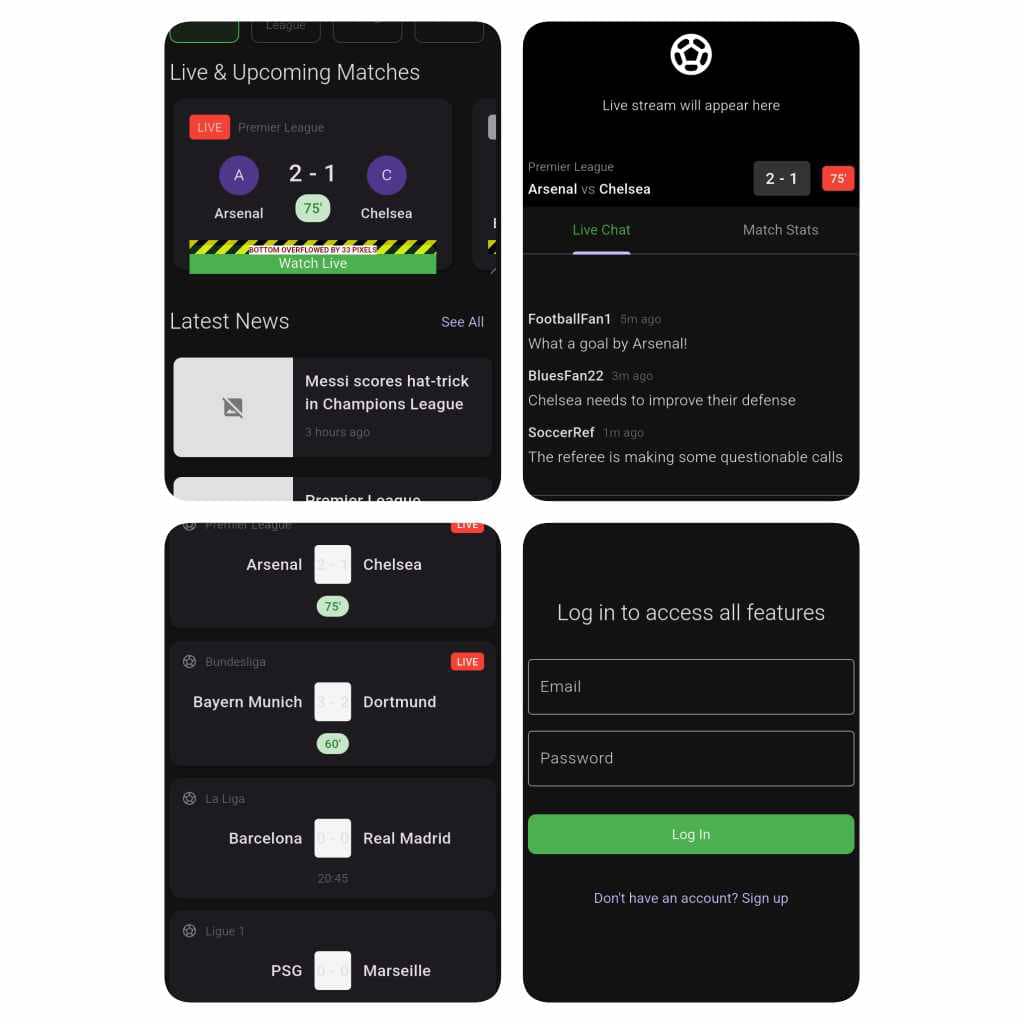 League
Live & Upcoming Matches
LIVE Premier League
A 2 - 1 C
Arsenal 75' Chelsea
BOTTOM OVERFLOWED BY 33 PIXELS
Watch Live
Latest News See All
Messi scores hat-trick
in Champions League
3 hours ago
Premier League
Live stream will appear here
Premier League
Arsenal vs Chelsea 2 - 1 75'
Live Chat Match Stats
FootballFan1 5m ago
What a goal by Arsenal!
BluesFan22 3m ago
Chelsea needs to improve their defense
SoccerRef 1m ago
The referee is making some questionable calls
Premier League LIVE
Arsenal 2 - 1 Chelsea
75'
Bundesliga LIVE
Bayern Munich 3 - 2 Dortmund
60'
La Liga
Barcelona 0 - 0 Real Madrid
20:45
Ligue 1
PSG 0 - 0 Marseille
Log in to access all features
Email
Password
Log In
Don't have an account? Sign up